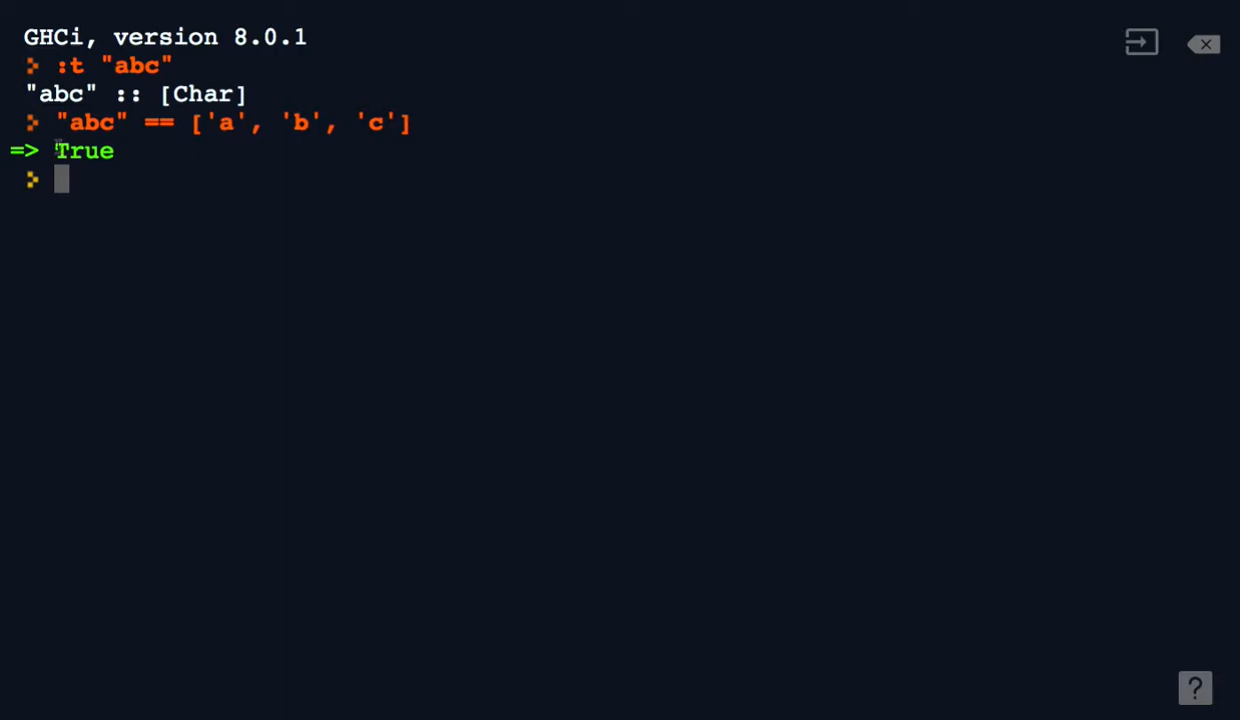 GHCi, version 8.0.1
> :t "abc"
"abc" :: [Char]
> "abc" == ['a', 'b', 'c']
=> True
>
?